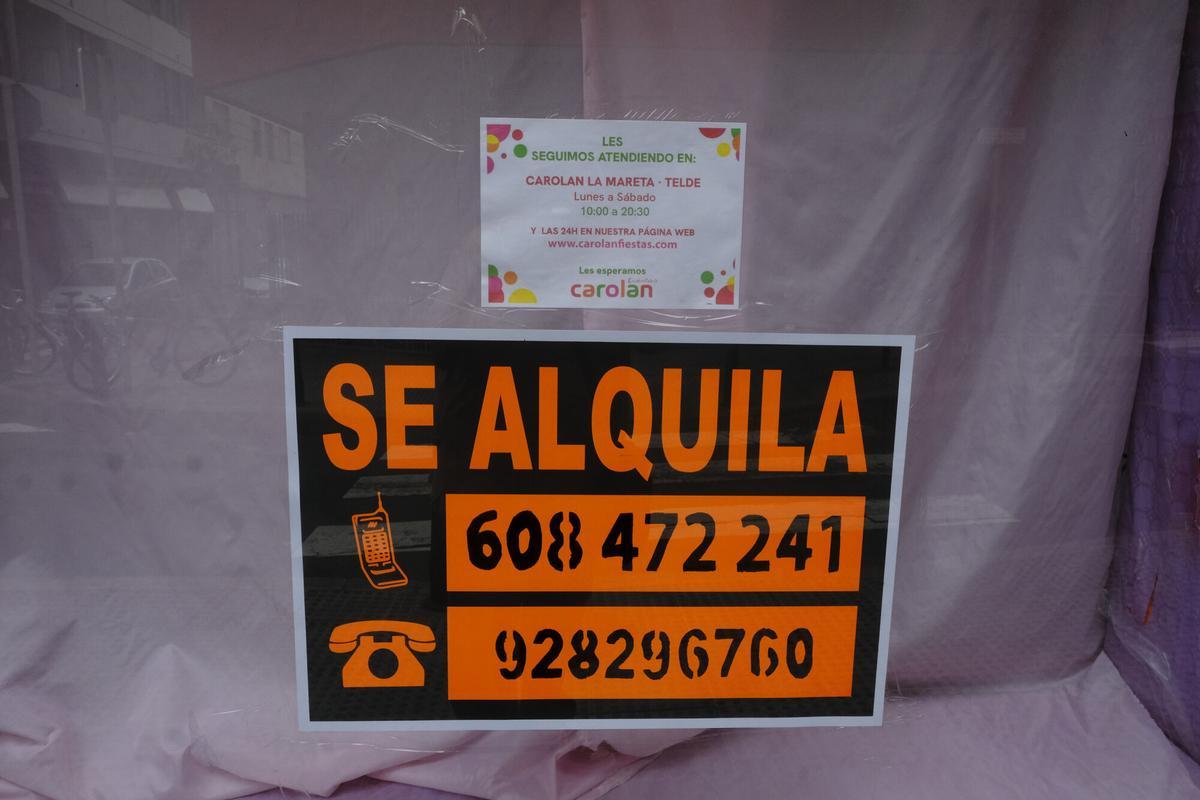 LES
SEGUIMOS ATENDIENDO EN:
CAROLAN LA MARETA · TELDE
Lunes a Sábado
10:00 a 20:30
Y LAS 24H EN NUESTRA PÁGINA WEB
www.carolanfiestas.com
Les esperamos
carolan
SE ALQUILA
608 472 241
928296760